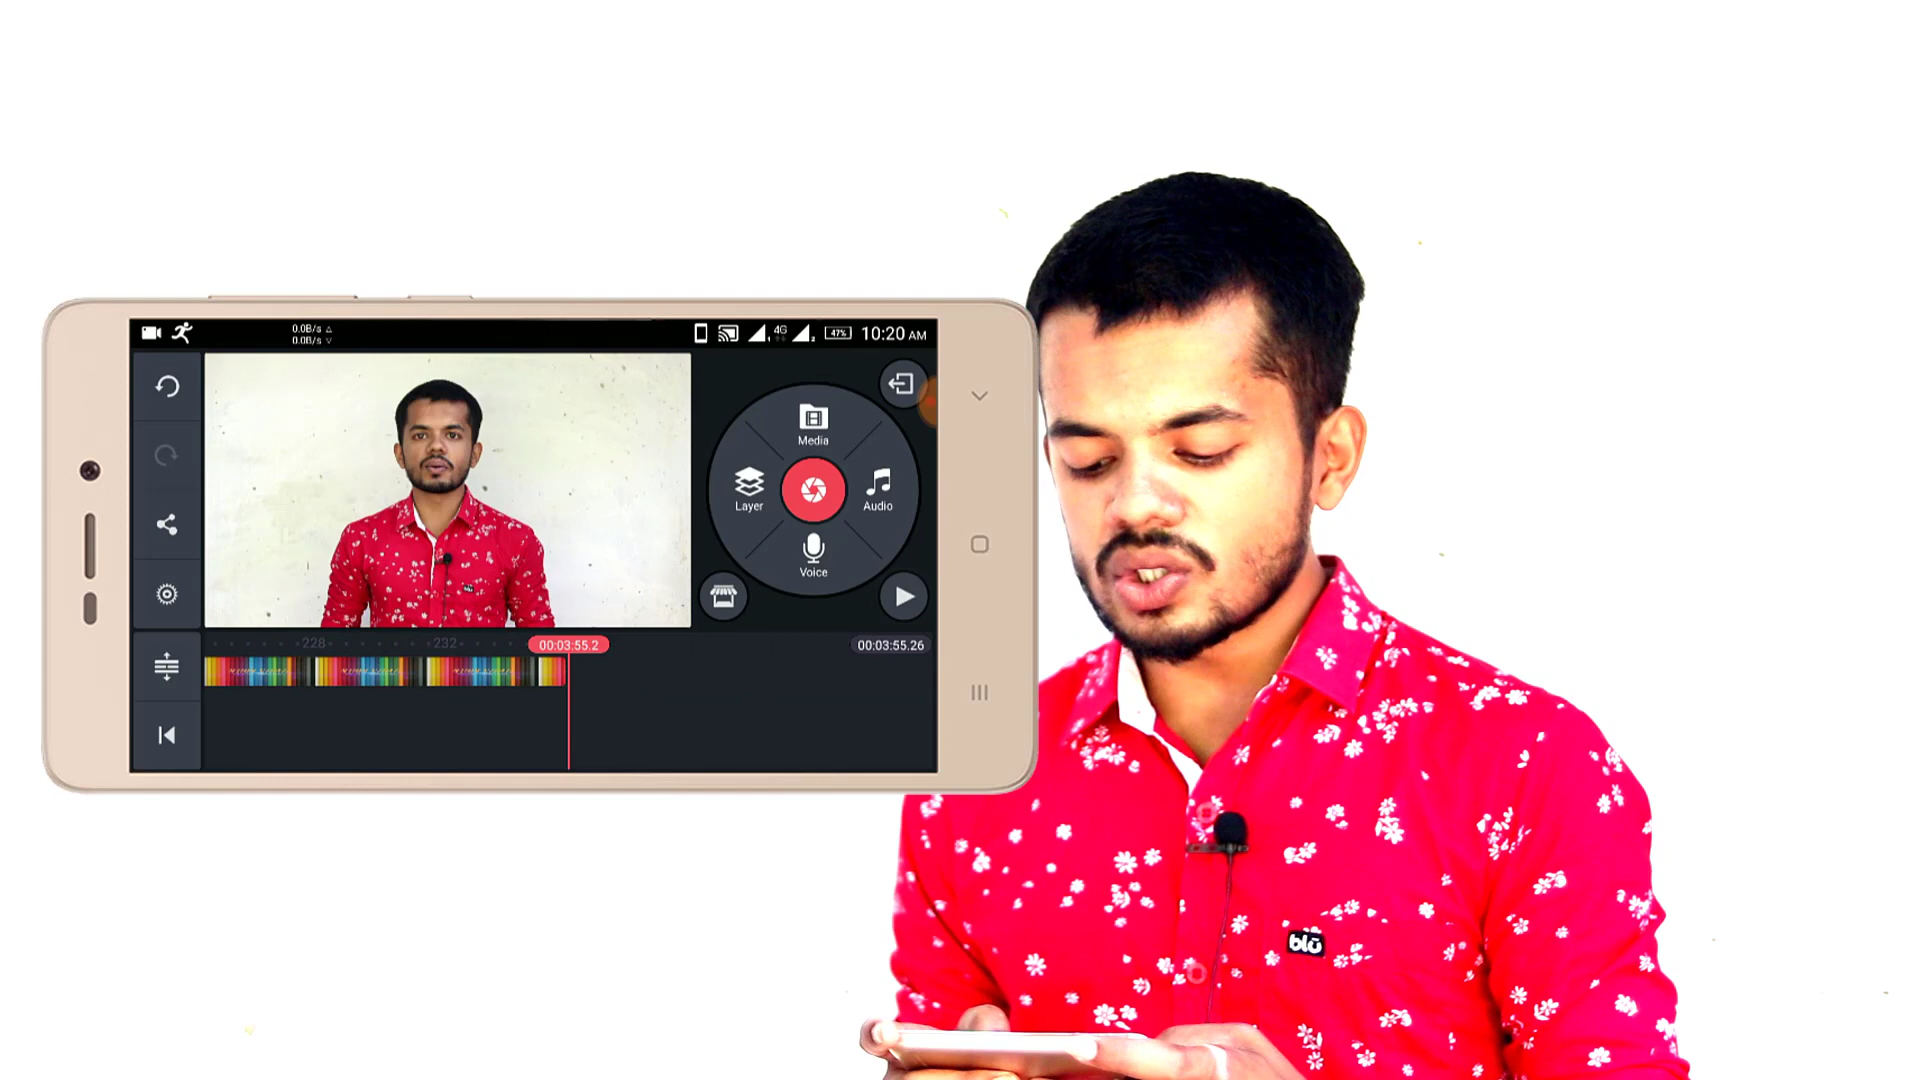 0.0B/s
0.0B/s
4G
47%
10:20 AM
Media
Layer
Audio
Voice
228
232
00:03:55.2
00:03:55.26
blū